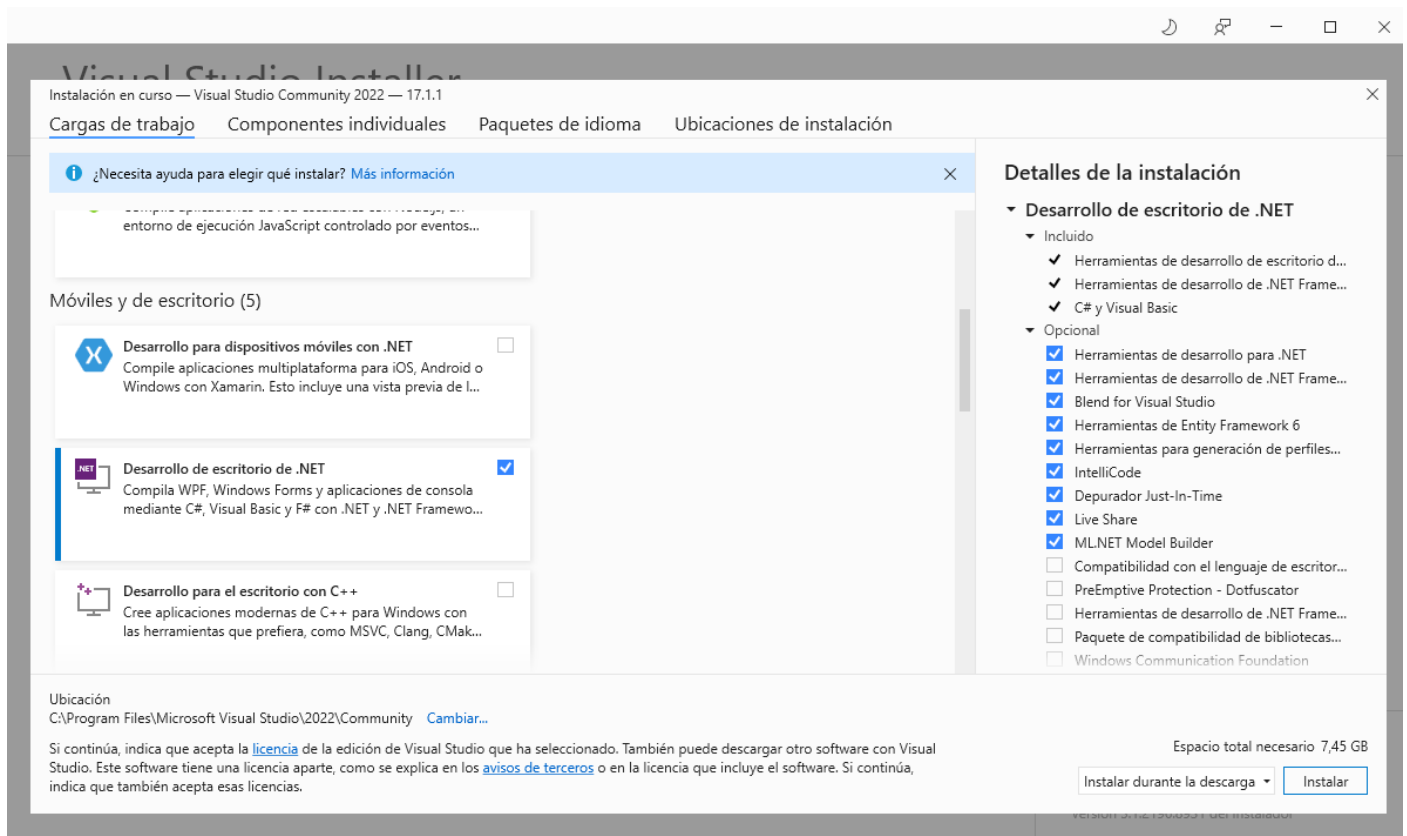 Visual Studio Installer
Instalación en curso — Visual Studio Community 2022 — 17.1.1
Cargas de trabajo Componentes individuales Paquetes de idioma Ubicaciones de instalación
¿Necesita ayuda para elegir qué instalar? Más información
entorno de ejecución JavaScript controlado por eventos...
Móviles y de escritorio (5)
Desarrollo para dispositivos móviles con .NET
Compile aplicaciones multiplataforma para iOS, Android o
Windows con Xamarin. Esto incluye una vista previa de l...
Desarrollo de escritorio de .NET
Compila WPF, Windows Forms y aplicaciones de consola
mediante C#, Visual Basic y F# con .NET y .NET Framewo...
Desarrollo para el escritorio con C++
Cree aplicaciones modernas de C++ para Windows con
las herramientas que prefiera, como MSVC, Clang, CMak...
Detalles de la instalación
Desarrollo de escritorio de .NET
Incluido
Herramientas de desarrollo de escritorio d...
Herramientas de desarrollo de .NET Frame...
C# y Visual Basic
Opcional
Herramientas de desarrollo para .NET
Herramientas de desarrollo de .NET Frame...
Blend for Visual Studio
Herramientas de Entity Framework 6
Herramientas para generación de perfiles...
IntelliCode
Depurador Just-In-Time
Live Share
ML.NET Model Builder
Compatibilidad con el lenguaje de escritor...
PreEmptive Protection - Dotfuscator
Herramientas de desarrollo de .NET Frame...
Paquete de compatibilidad de bibliotecas...
Windows Communication Foundation
Ubicación
C:\Program Files\Microsoft Visual Studio\2022\Community Cambiar...
Si continúa, indica que acepta la licencia de la edición de Visual Studio que ha seleccionado. También puede descargar otro software con Visual
Studio. Este software tiene una licencia aparte, como se explica en los avisos de terceros o en la licencia que incluye el software. Si continúa,
indica que también acepta esas licencias.
Espacio total necesario 7,45 GB
Instalar durante la descarga Instalar